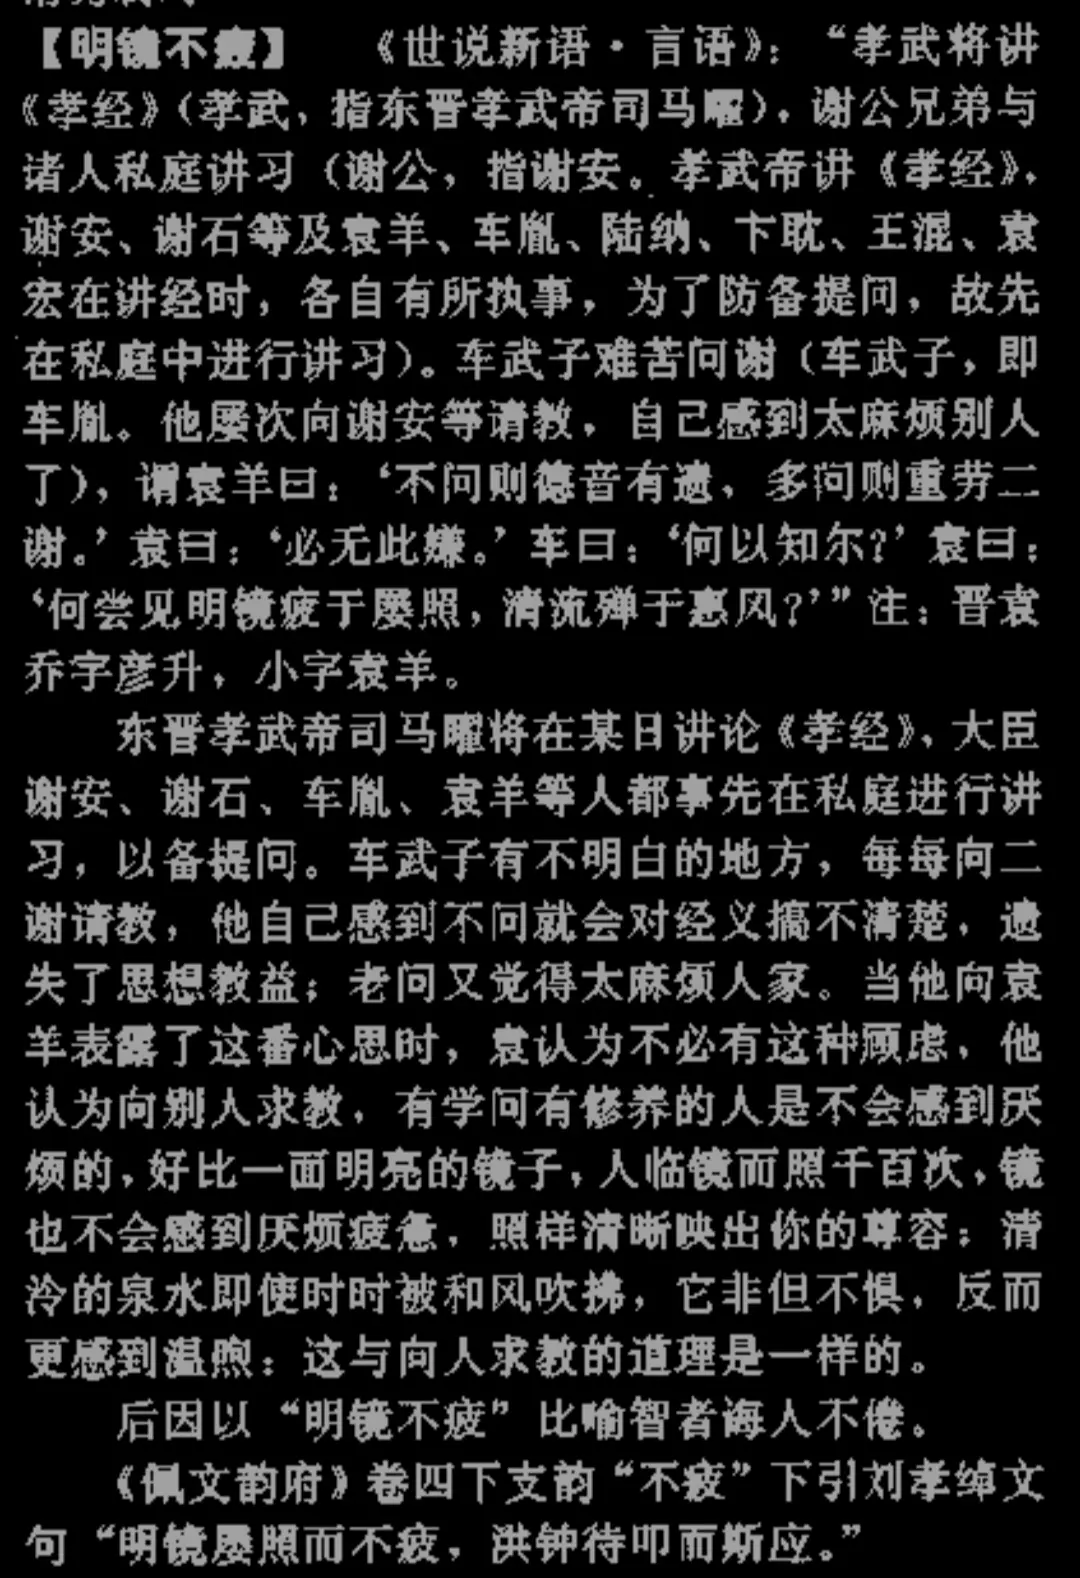 【明镜不疲】 《世说新语·言语》：“孝武将讲
《孝经》（孝武，指东晋孝武帝司马曜），谢公兄弟与
诸人私庭讲习（谢公，指谢安。孝武帝讲《孝经》，
谢安、谢石等及袁羊、车胤、陆纳、卞耽、王混、袁
宏在讲经时，各自有所执事，为了防备提问，故先
在私庭中进行讲习）。车武子难苦问谢（车武子，即
车胤。他屡次向谢安等请教，自己感到太麻烦别人
了），谓袁羊曰：‘不问则德音有遗，多问则重劳二
谢。’袁曰：‘必无此嫌。’车曰：‘何以知尔？’袁曰：
‘何尝见明镜疲于屡照，清流殚于惠风？’”注：晋袁
乔字彦升，小字袁羊。
东晋孝武帝司马曜将在某日讲论《孝经》，大臣
谢安、谢石、车胤、袁羊等人都事先在私庭进行讲
习，以备提问。车武子有不明白的地方，每每向二
谢请教，他自己感到不问就会对经义搞不清楚，遗
失了思想教益；老问又觉得太麻烦人家。当他向袁
羊表露了这番心思时，袁认为不必有这种顾虑，他
认为向别人求教，有学问有修养的人是不会感到厌
烦的，好比一面明亮的镜子，人临镜而照千百次，镜
也不会感到厌烦疲惫，照样清晰映出你的尊容；清
冷的泉水即使时时被和风吹拂，它非但不惧，反而
更感到温煦：这与向人求教的道理是一样的。
后因以“明镜不疲”比喻智者诲人不倦。
《佩文韵府》卷四下支韵“不疲”下引刘孝绰文
句“明镜屡照而不疲，洪钟待叩而斯应。”